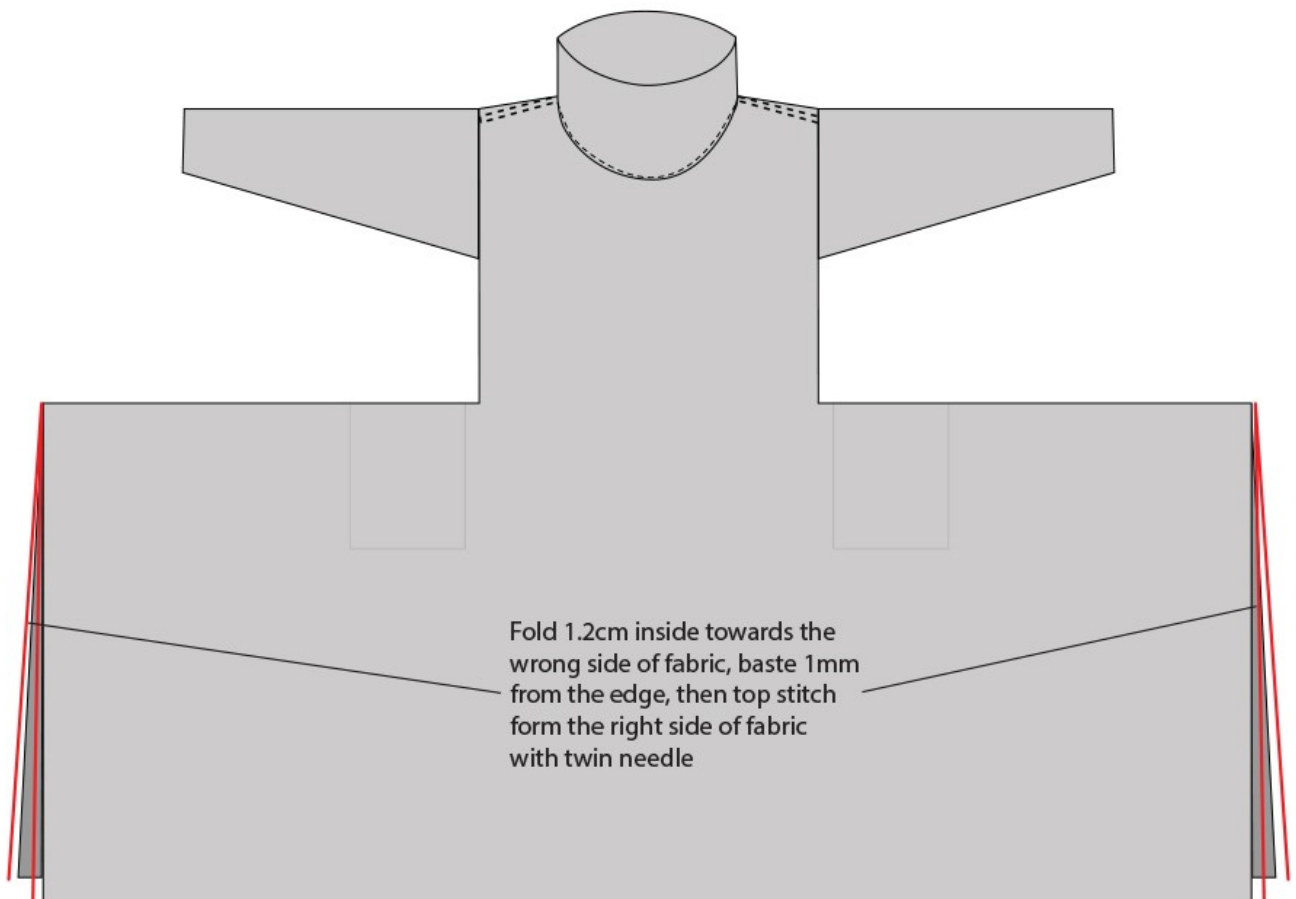 Fold 1.2cm inside towards the
wrong side of fabric, baste 1mm
from the edge, then top stitch
form the right side of fabric
with twin needle